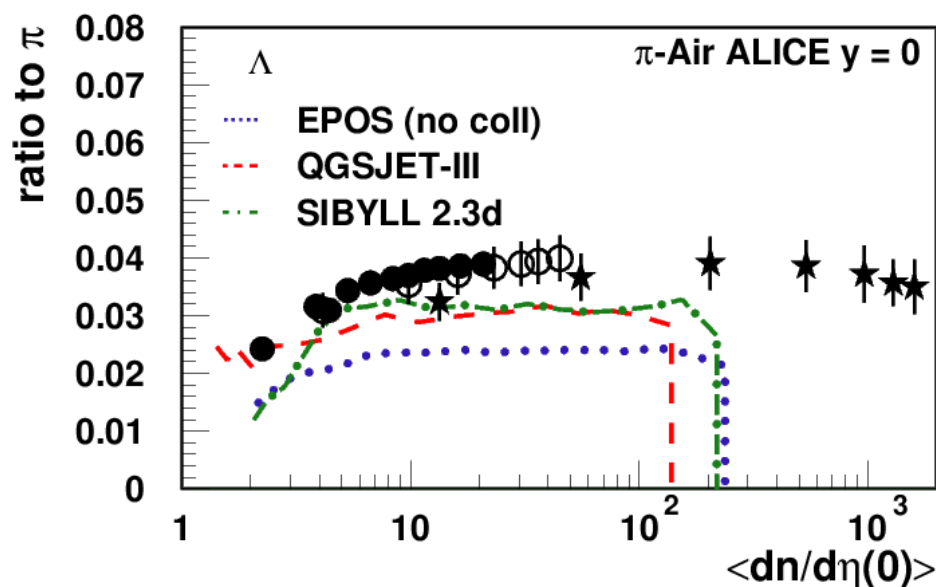 ratio to π
0.08
0.07
0.06
0.05
0.04
0.03
0.02
0.01
0
Λ
π-Air ALICE y = 0
EPOS (no coll)
QGSJET-III
SIBYLL 2.3d
1
10
10²
10³
<dn/dη(0)>